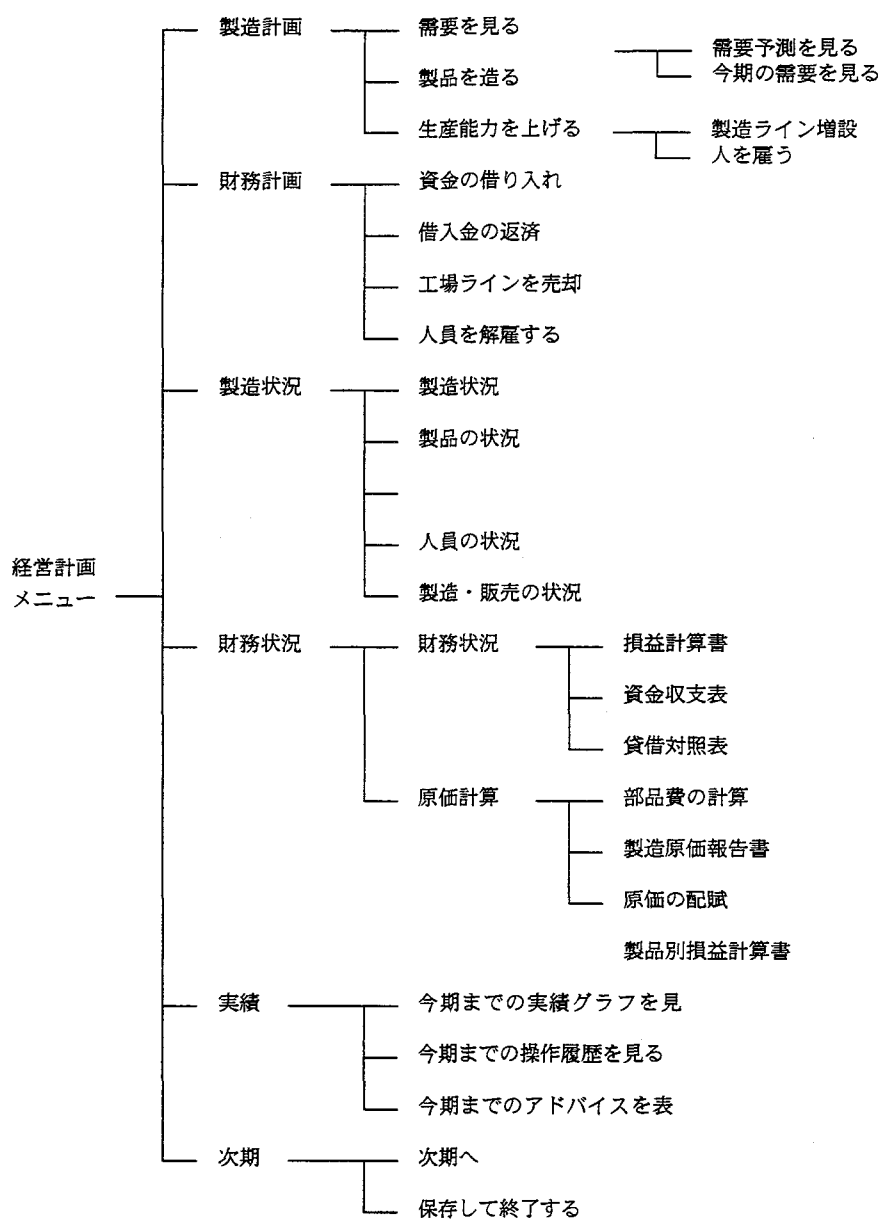 製造計画
需要を見る
需要予測を見る
今期の需要を見る
製品を造る
生産能力を上げる
製造ライン増設
人を雇う
財務計画
資金の借り入れ
借入金の返済
工場ラインを売却
人員を解雇する
製造状況
製造状況
製品の状況
人員の状況
製造・販売の状況
経営計画
メニュー
財務状況
財務状況
損益計算書
資金収支表
貸借対照表
原価計算
部品費の計算
製造原価報告書
原価の配賦
製品別損益計算書
実績
今期までの実績グラフを見
今期までの操作履歴を見る
今期までのアドバイスを表
次期
次期へ
保存して終了する